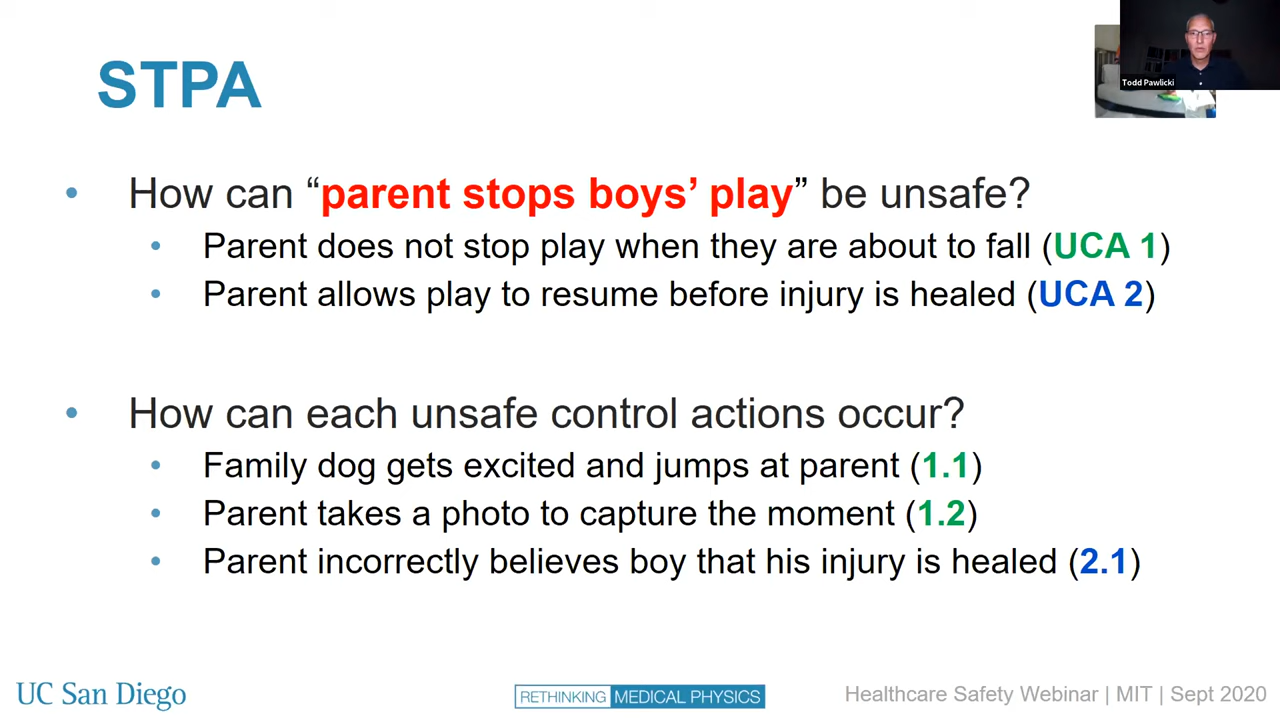 Todd Pawlicki
STPA
• How can “parent stops boys’ play” be unsafe?
• Parent does not stop play when they are about to fall (UCA 1)
• Parent allows play to resume before injury is healed (UCA 2)
• How can each unsafe control actions occur?
• Family dog gets excited and jumps at parent (1.1)
• Parent takes a photo to capture the moment (1.2)
• Parent incorrectly believes boy that his injury is healed (2.1)
UC San Diego
RETHINKING MEDICAL PHYSICS
Healthcare Safety Webinar | MIT | Sept 2020